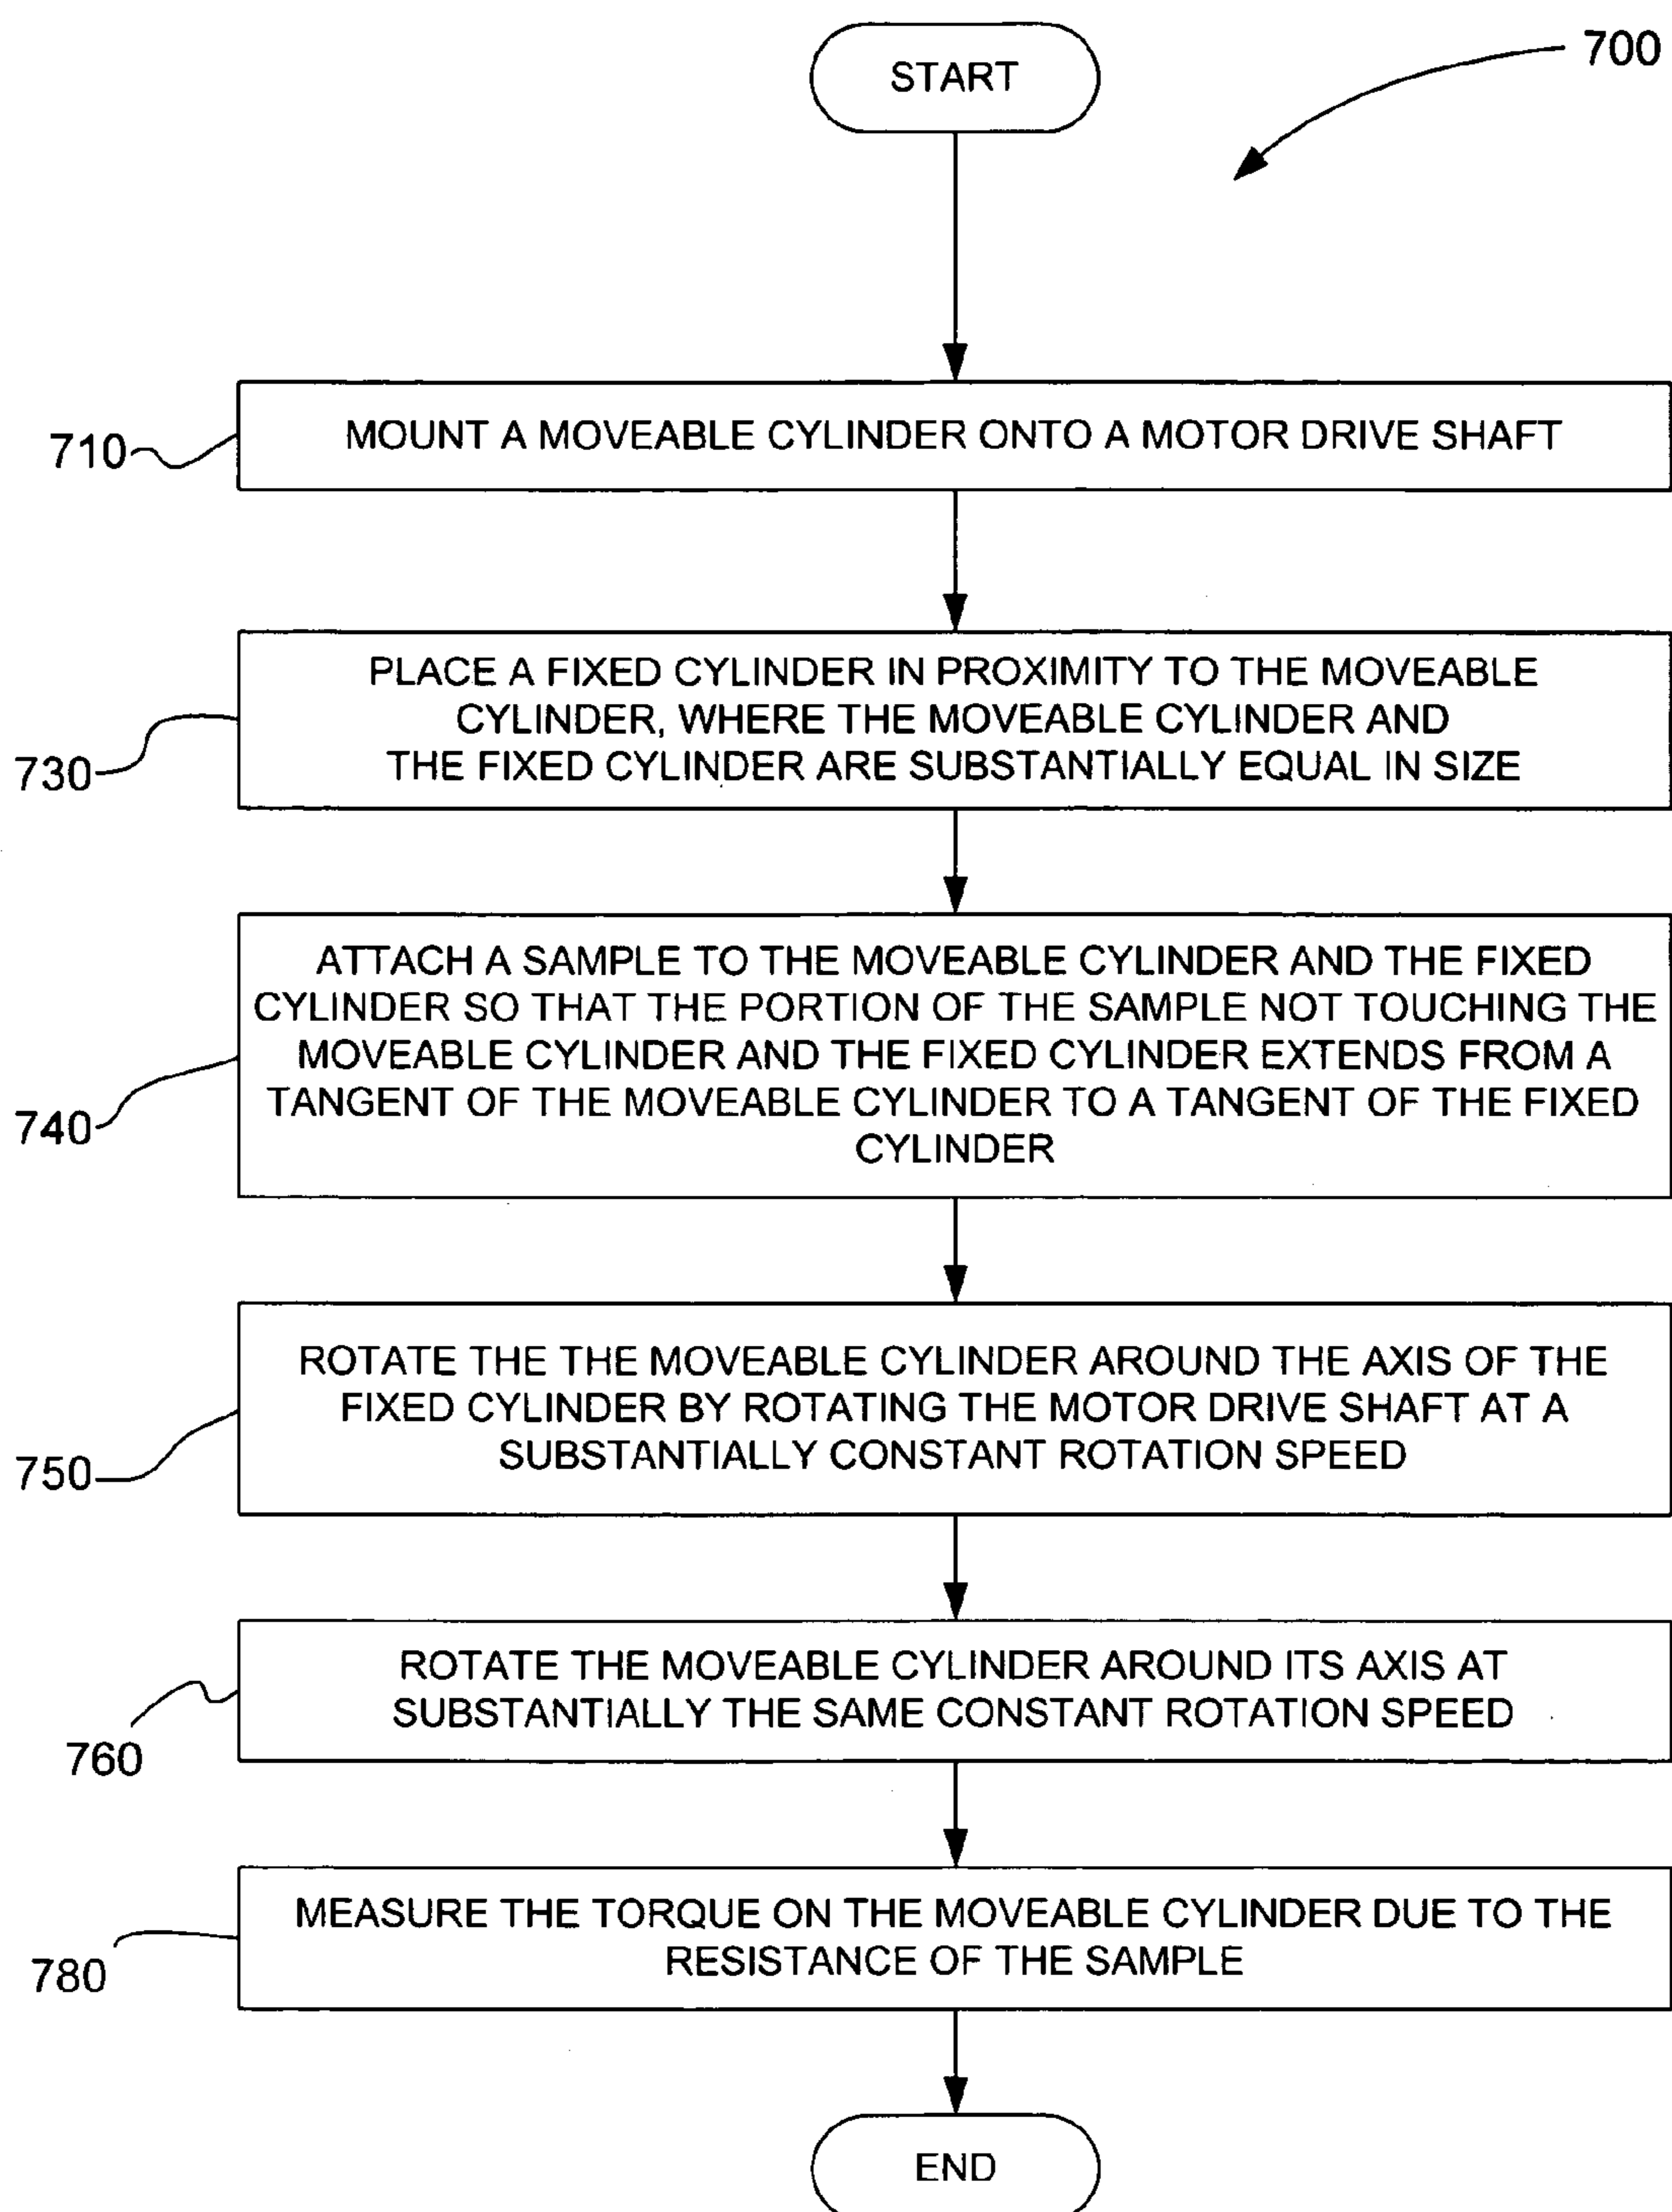 START
700
710
MOUNT A MOVEABLE CYLINDER ONTO A MOTOR DRIVE SHAFT
730
PLACE A FIXED CYLINDER IN PROXIMITY TO THE MOVEABLE
CYLINDER, WHERE THE MOVEABLE CYLINDER AND
THE FIXED CYLINDER ARE SUBSTANTIALLY EQUAL IN SIZE
740
ATTACH A SAMPLE TO THE MOVEABLE CYLINDER AND THE FIXED
CYLINDER SO THAT THE PORTION OF THE SAMPLE NOT TOUCHING THE
MOVEABLE CYLINDER AND THE FIXED CYLINDER EXTENDS FROM A
TANGENT OF THE MOVEABLE CYLINDER TO A TANGENT OF THE FIXED
CYLINDER
750
ROTATE THE THE MOVEABLE CYLINDER AROUND THE AXIS OF THE
FIXED CYLINDER BY ROTATING THE MOTOR DRIVE SHAFT AT A
SUBSTANTIALLY CONSTANT ROTATION SPEED
760
ROTATE THE MOVEABLE CYLINDER AROUND ITS AXIS AT
SUBSTANTIALLY THE SAME CONSTANT ROTATION SPEED
780
MEASURE THE TORQUE ON THE MOVEABLE CYLINDER DUE TO THE
RESISTANCE OF THE SAMPLE
END